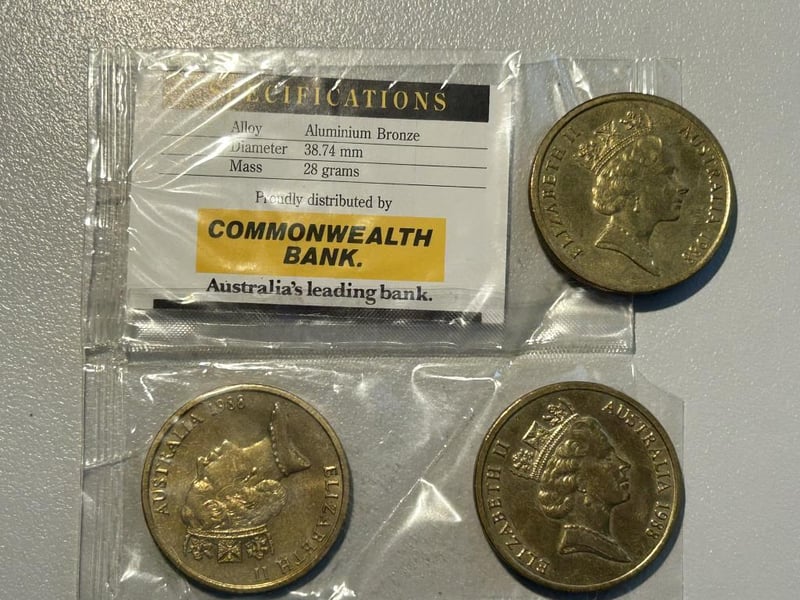 SPECIFICATIONS
Alloy Aluminium Bronze
Diameter 38.74 mm
Mass 28 grams
Proudly distributed by
COMMONWEALTH
BANK.
Australia's leading bank.
ELIZABETH II AUSTRALIA 1988
AUSTRALIA 1988 ELIZABETH II
ELIZABETH II AUSTRALIA 1988